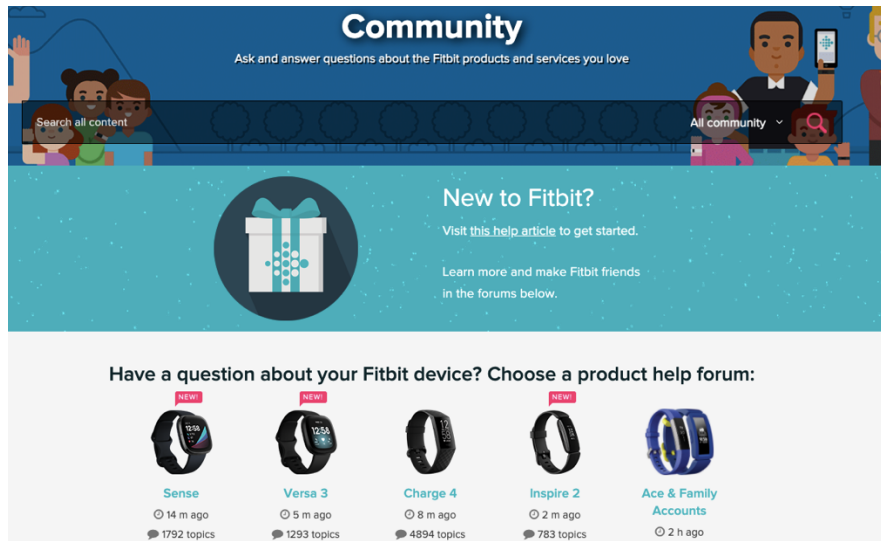 Community
Ask and answer questions about the Fitbit products and services you love
Search all content
All community
New to Fitbit?
Visit this help article to get started.
Learn more and make Fitbit friends
in the forums below.
Have a question about your Fitbit device? Choose a product help forum:
NEW! NEW! NEW!
12:58 12:58
Sense Versa 3 Charge 4 Inspire 2 Ace & Family
Accounts
14 m ago 5 m ago 8 m ago 2 m ago
2 h ago
1792 topics 1293 topics 4894 topics 783 topics